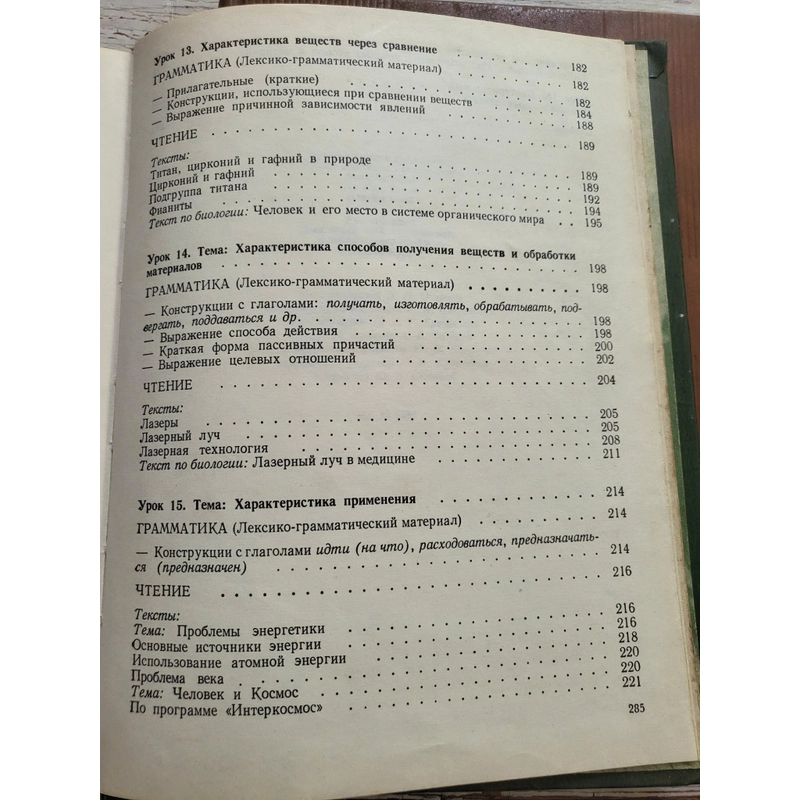 Урок 13. Характеристика веществ через сравнение 182
ГРАММАТИКА (Лексико-грамматический материал) 182
— Прилагательные (краткие) 182
— Конструкции, использующиеся при сравнении веществ 184
— Выражение причинной зависимости явлений 188
ЧТЕНИЕ 189
Тексты:
Титан, цирконий и гафний в природе 189
Цирконий и гафний 189
Подгруппа титана 192
Фианиты 194
Текст по биологии: Человек и его место в системе органического мира 195
Урок 14. Тема: Характеристика способов получения веществ и обработки
материалов 198
ГРАММАТИКА (Лексико-грамматический материал) 198
— Конструкции с глаголами: получать, изготовлять, обрабатывать, под-
вергать, поддаваться и др. 198
— Выражение способа действия 198
— Краткая форма пассивных причастий 200
— Выражение целевых отношений 202
ЧТЕНИЕ 204
Тексты:
Лазеры 205
Лазерный луч 205
Лазерная технология 208
Текст по биологии: Лазерный луч в медицине 211
Урок 15. Тема: Характеристика применения 214
ГРАММАТИКА (Лексико-грамматический материал) 214
— Конструкции с глаголами идти (на что), расходоваться, предназначать-
ся (предназначен) 214
ЧТЕНИЕ 216
Тексты:
Тема: Проблемы энергетики 216
Основные источники энергии 216
Использование атомной энергии 218
Проблема века 220
Тема: Человек и Космос 220
По программе «Интеркосмос» 221
285